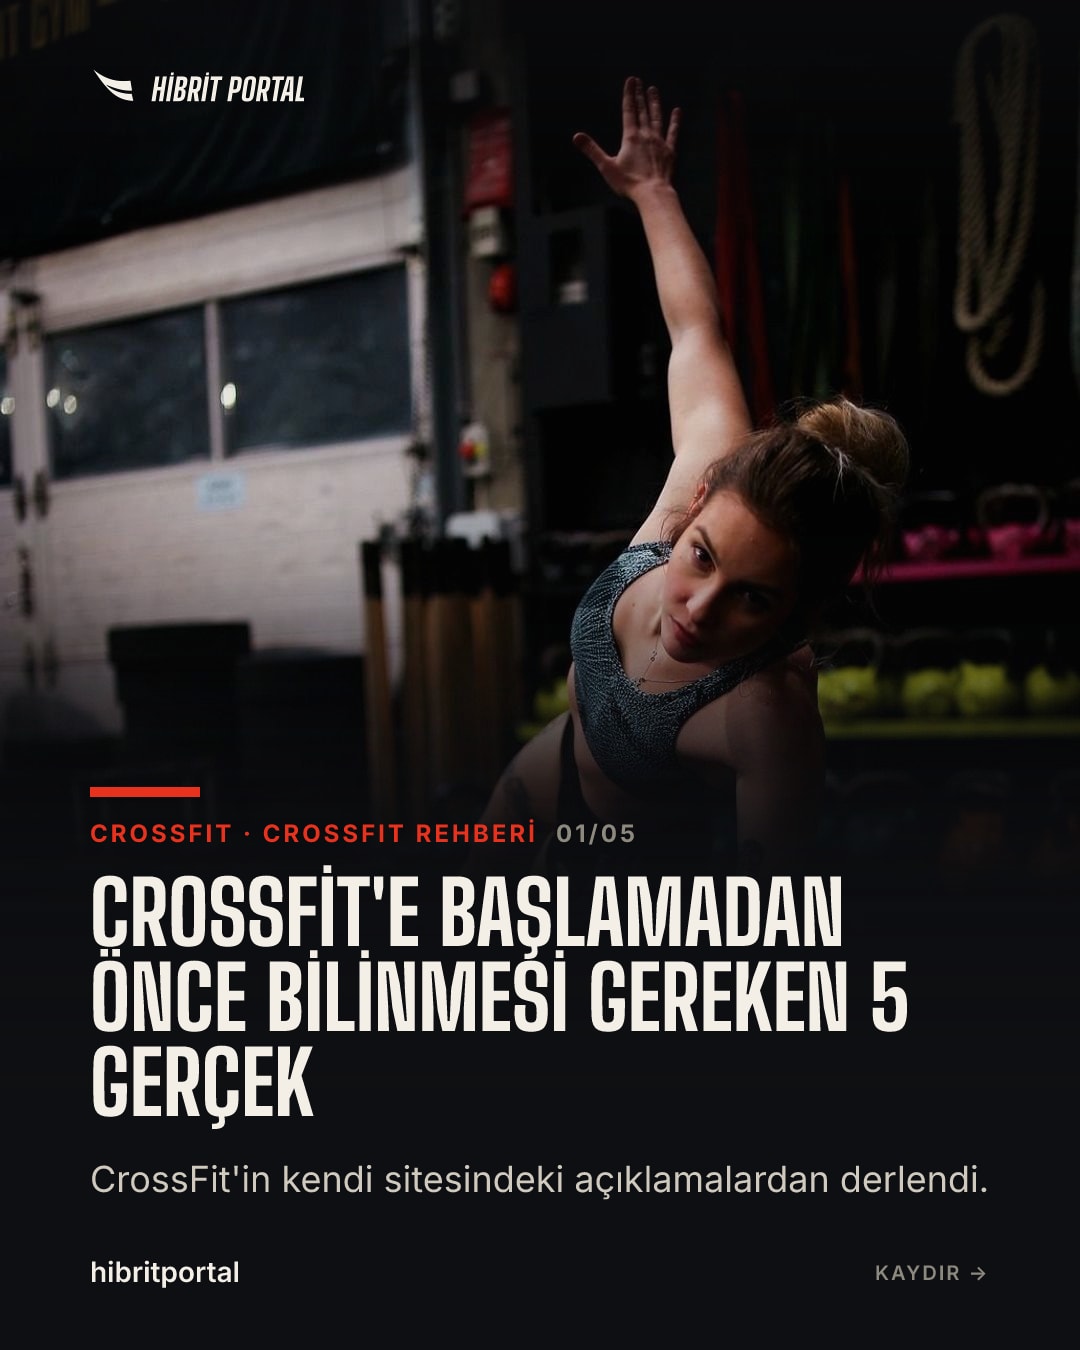 HİBRİT PORTAL
CROSSFIT · CROSSFIT REHBERİ 01/05
CROSSFİT'E BAŞLAMADAN
ÖNCE BİLİNMESİ GEREKEN 5
GERÇEK
CrossFit'in kendi sitesindeki açıklamalardan derlendi.
hibritportal
KAYDIR →